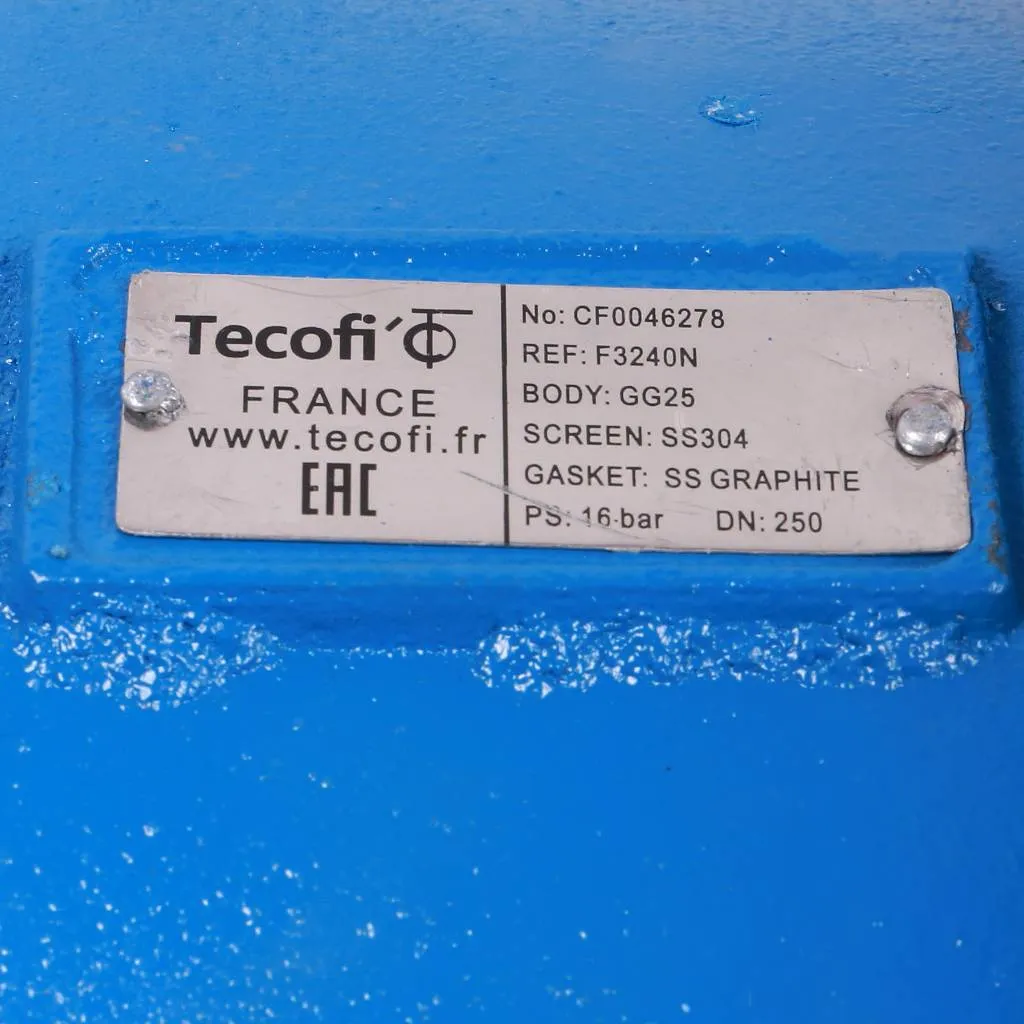 Tecofi
FRANCE
www.tecofi.fr
EAC
No: CF0046278
REF: F3240N
BODY: GG25
SCREEN: SS304
GASKET: SS GRAPHITE
PS: 16 bar DN: 250